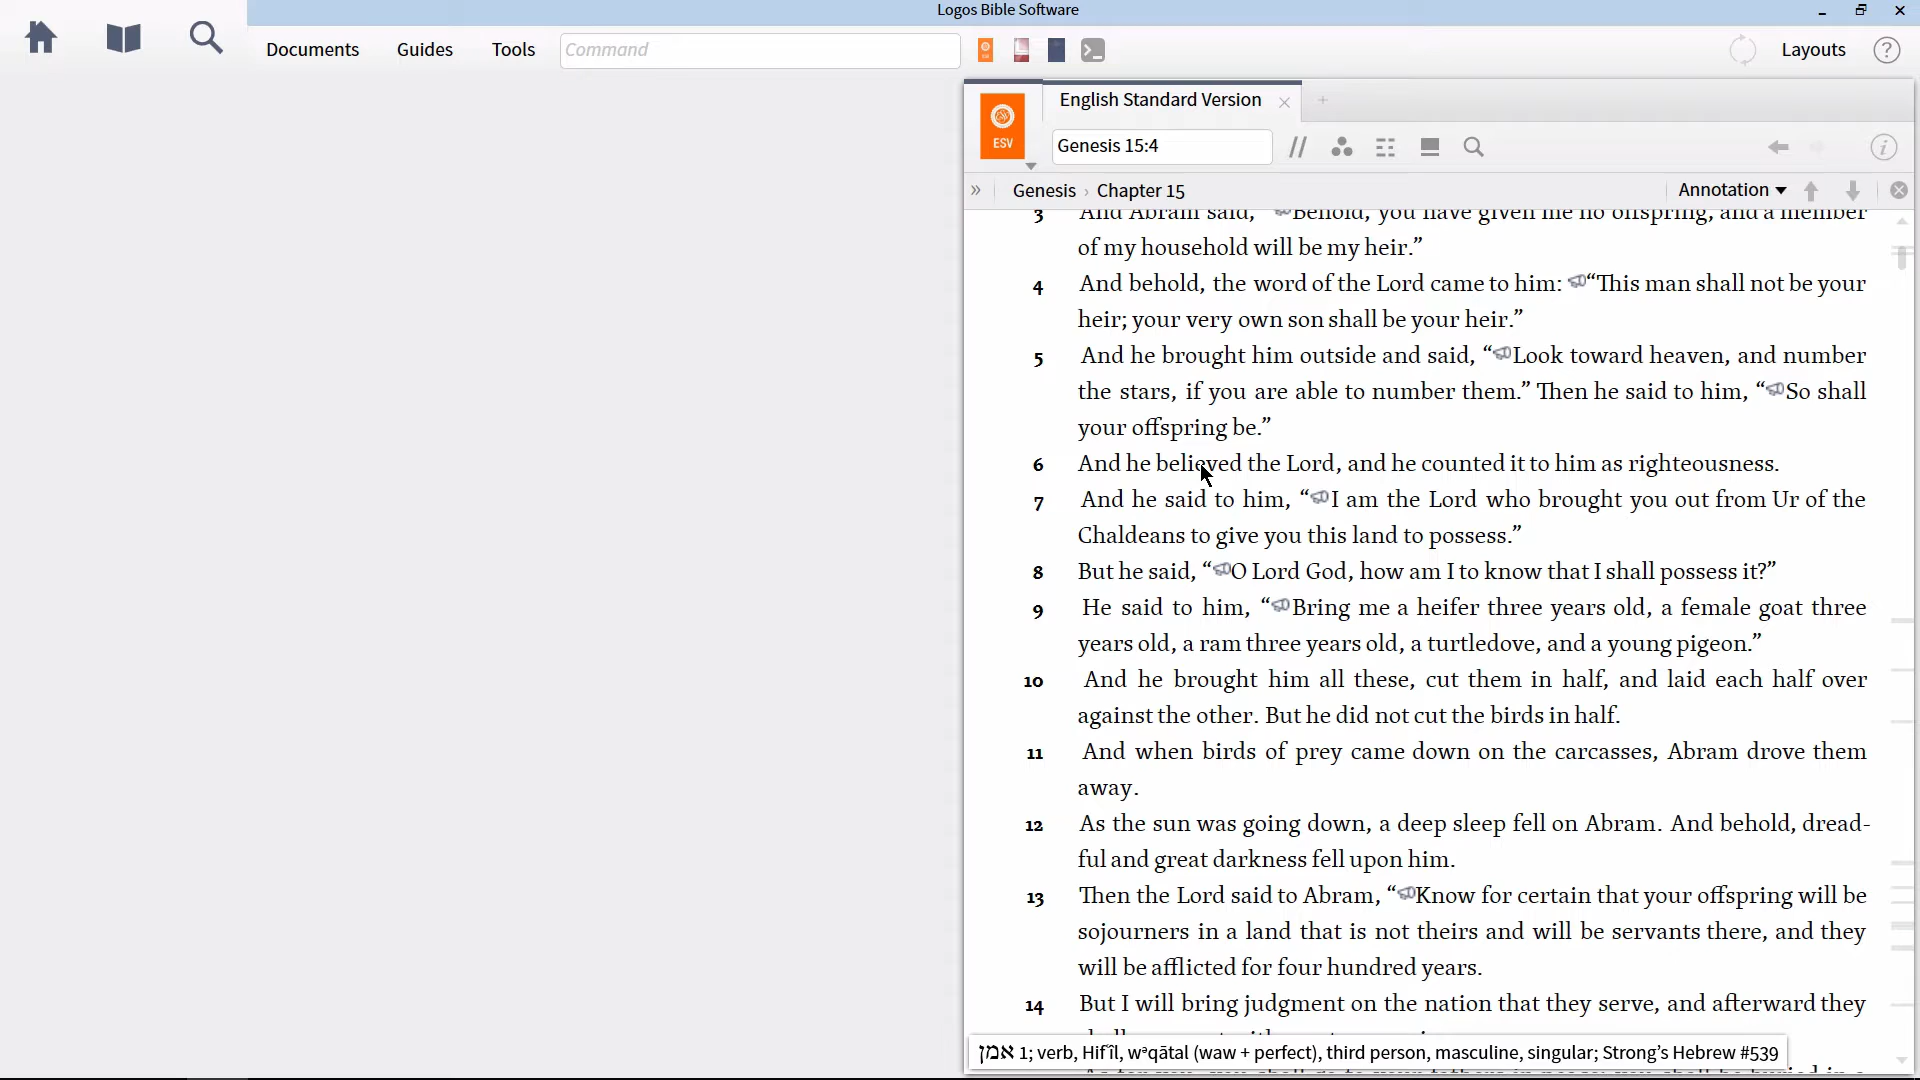 Logos Bible Software
Documents Guides Tools Command Layouts ?
English Standard Version
ESV
Genesis 15:4
Genesis › Chapter 15 Annotation
3 And Abram said, “Behold, you have given me no offspring, and a member
of my household will be my heir.”
4 And behold, the word of the Lord came to him: “This man shall not be your
heir; your very own son shall be your heir.”
5 And he brought him outside and said, “Look toward heaven, and number
the stars, if you are able to number them.” Then he said to him, “So shall
your offspring be.”
6 And he believed the Lord, and he counted it to him as righteousness.
7 And he said to him, “I am the Lord who brought you out from Ur of the
Chaldeans to give you this land to possess.”
8 But he said, “O Lord God, how am I to know that I shall possess it?”
9 He said to him, “Bring me a heifer three years old, a female goat three
years old, a ram three years old, a turtledove, and a young pigeon.”
10 And he brought him all these, cut them in half, and laid each half over
against the other. But he did not cut the birds in half.
11 And when birds of prey came down on the carcasses, Abram drove them
away.
12 As the sun was going down, a deep sleep fell on Abram. And behold, dread-
ful and great darkness fell upon him.
13 Then the Lord said to Abram, “Know for certain that your offspring will be
sojourners in a land that is not theirs and will be servants there, and they
will be afflicted for four hundred years.
14 But I will bring judgment on the nation that they serve, and afterward they
אמן 1; verb, Hifʿîl, wᵉqātal (waw + perfect), third person, masculine, singular; Strong’s Hebrew #539